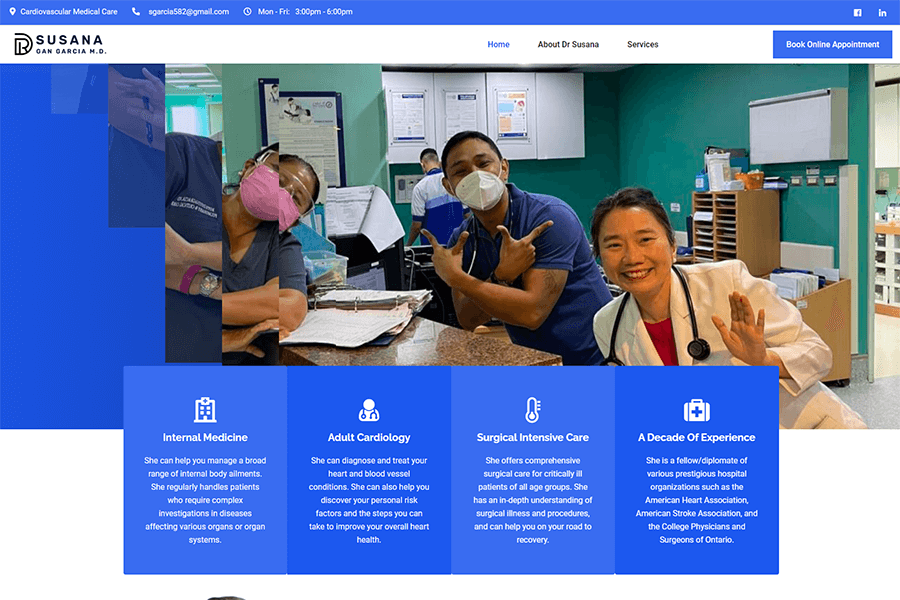 Cardiovascular Medical Care
sgarcia582@gmail.com
Mon - Fri: 3:00pm - 6:00pm
SUSANA
GAN GARCIA M.D.
Home
About Dr Susana
Services
Book Online Appointment
Internal Medicine
She can help you manage a broad
range of internal body ailments.
She regularly handles patients
who require complex
investigations in diseases
affecting various organs or organ
systems.
Adult Cardiology
She can diagnose and treat your
heart and blood vessel
conditions. She can also help you
discover your personal risk
factors and the steps you can
take to improve your overall heart
health.
Surgical Intensive Care
She offers comprehensive
surgical care for critically ill
patients of all age groups. She
has an in-depth understanding of
surgical illness and procedures,
and can help you on your road to
recovery.
A Decade Of Experience
She is a fellow/diplomate of
various prestigious hospital
organizations such as the
American Heart Association,
American Stroke Association, and
the College Physicians and
Surgeons of Ontario.